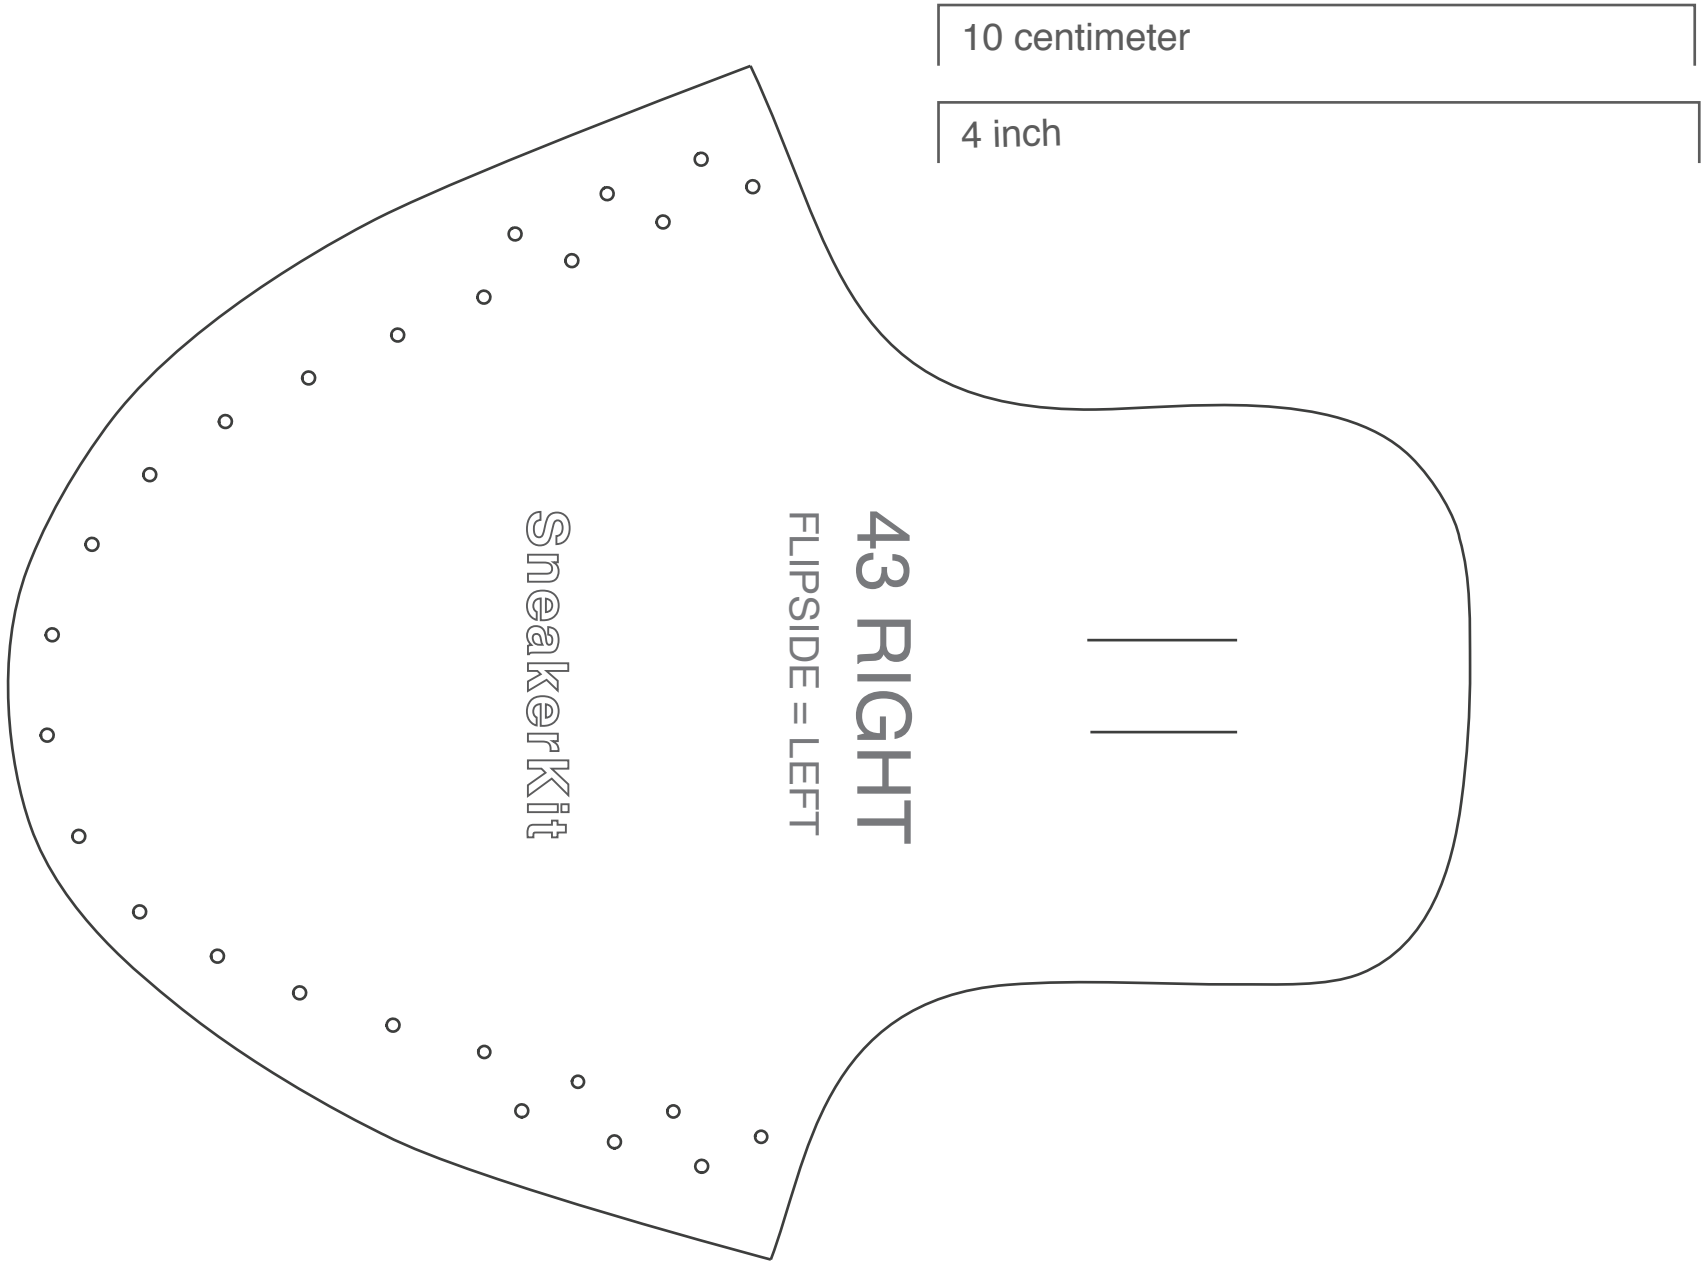 10 centimeter
4 inch
43 RIGHT
FLIPSIDE = LEFT
SneakerKit